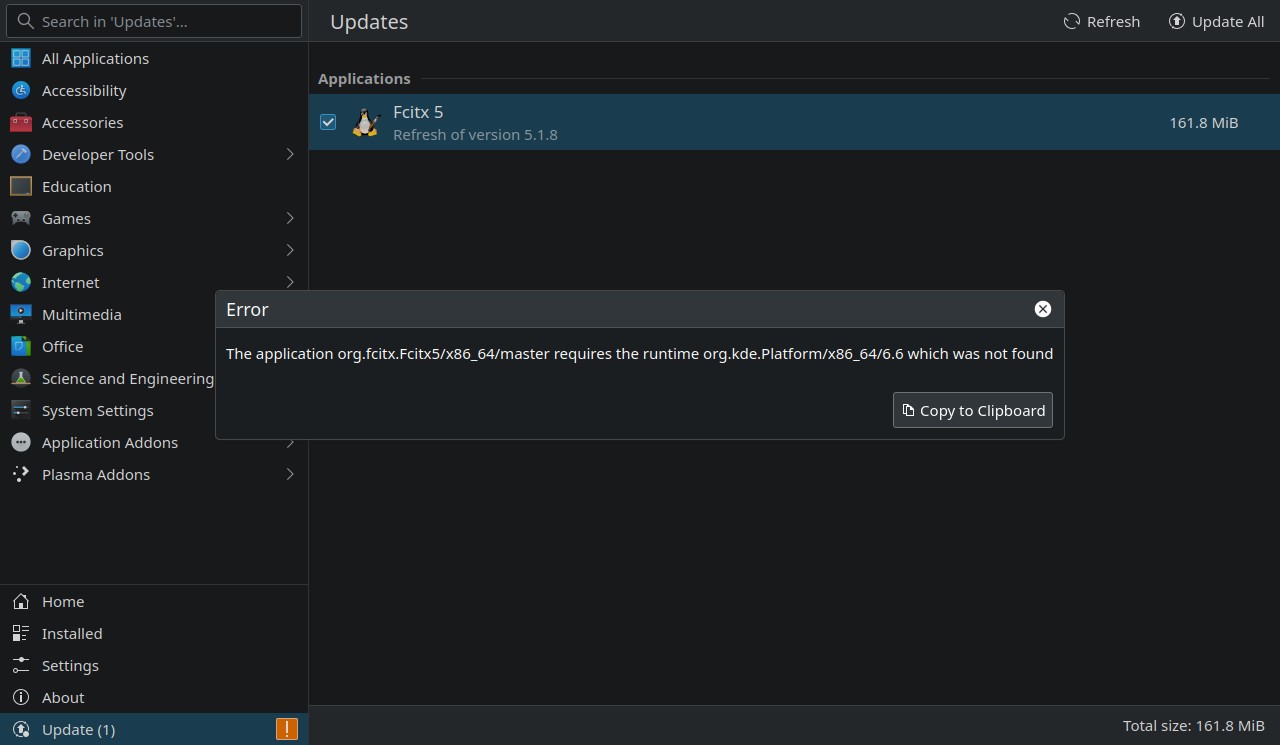 Search in 'Updates'...
Updates
Refresh
Update All
All Applications
Accessibility
Accessories
Developer Tools
Education
Games
Graphics
Internet
Multimedia
Office
Science and Engineering
System Settings
Application Addons
Plasma Addons
Home
Installed
Settings
About
Update (1)
Applications
Fcitx 5
Refresh of version 5.1.8
161.8 MiB
Error
The application org.fcitx.Fcitx5/x86_64/master requires the runtime org.kde.Platform/x86_64/6.6 which was not found
Copy to Clipboard
Total size: 161.8 MiB